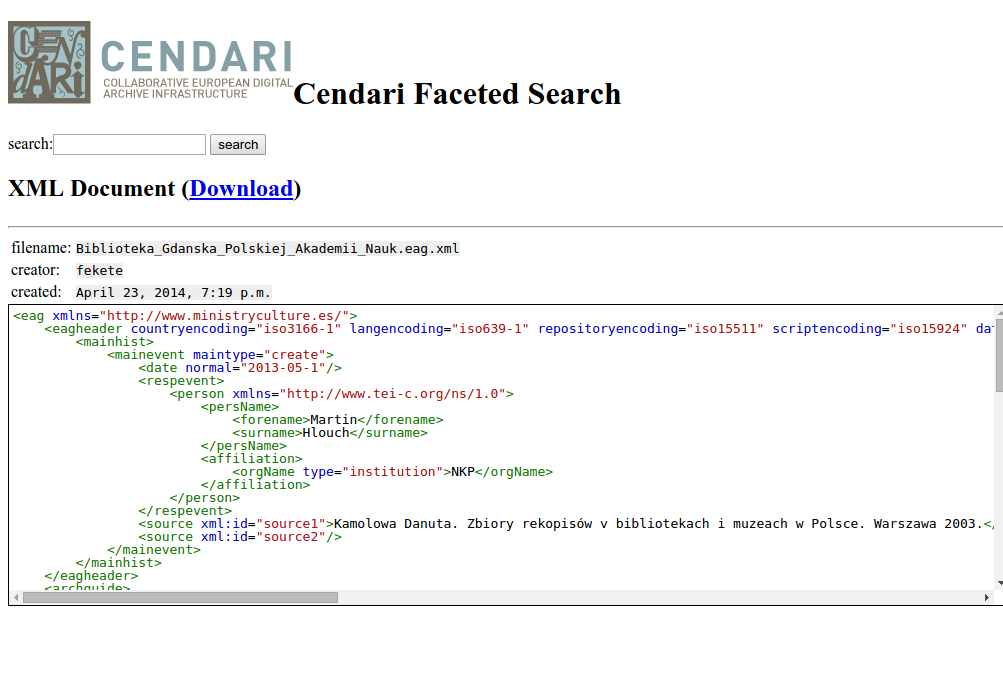 CENDARI
CENDARI
COLLABORATIVE EUROPEAN DIGITAL
ARCHIVE INFRASTRUCTURE
Cendari Faceted Search
search: search
XML Document (Download)
filename: Biblioteka_Gdanska_Polskiej_Akademii_Nauk.eag.xml
creator: fekete
created: April 23, 2014, 7:19 p.m.
<eag xmlns="http://www.ministryculture.es/">
<eagheader countryencoding="iso3166-1" langencoding="iso639-1" repositoryencoding="iso15511" scriptencoding="iso15924" dat
<mainhist>
<mainevent maintype="create">
<date normal="2013-05-1"/>
<respevent>
<person xmlns="http://www.tei-c.org/ns/1.0">
<persName>
<forename>Martin</forename>
<surname>Hlouch</surname>
</persName>
<affiliation>
<orgName type="institution">NKP</orgName>
</affiliation>
</person>
</respevent>
<source xml:id="source1">Kamolowa Danuta. Zbiory rekopisów v bibliotekach i muzeach w Polsce. Warszawa 2003.</
<source xml:id="source2"/>
</mainevent>
</mainhist>
</eagheader>
<archguide>